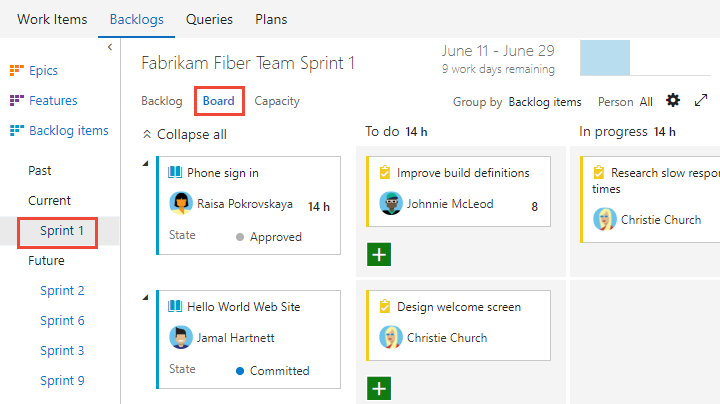 Work Items Backlogs Queries Plans
Epics
Features
Backlog items
Past
Current
Sprint 1
Future
Sprint 2
Sprint 6
Sprint 3
Sprint 9
Fabrikam Fiber Team Sprint 1
June 11 - June 29
9 work days remaining
Backlog Board Capacity
Group by Backlog items Person All
Collapse all
To do 14 h
In progress 14 h
Phone sign in
Raisa Pokrovskaya 14 h
State Approved
Improve build definitions
Johnnie McLeod 8
Research slow respon
times
Christie Church
Hello World Web Site
Jamal Hartnett
State Committed
Design welcome screen
Christie Church